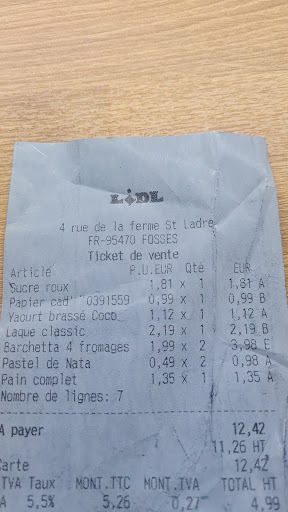 LIDL
4 rue de la ferme St Ladre
FR-95470 FOSSES
Ticket de vente
Article P.U.EUR Qté EUR
Sucre roux 1,81 x 1 1,81 A
Papier cad' 0391559 0,99 x 1 0,99 B
Yaourt brassé Coco 1,12 x 1 1,12 A
Laque classic 2,19 x 1 2,19 B
Barchetta 4 fromages 1,99 x 2 3,98 E
Pastel de Nata 0,49 x 2 0,98 A
Pain complet 1,35 x 1 1,35 A
Nombre de lignes: 7
A payer 12,42
11,26 HT
Carte 12,42
TVA Taux MONT.TTC MONT.TVA TOTAL HT
A 5,5% 5,26 0,27 4,99